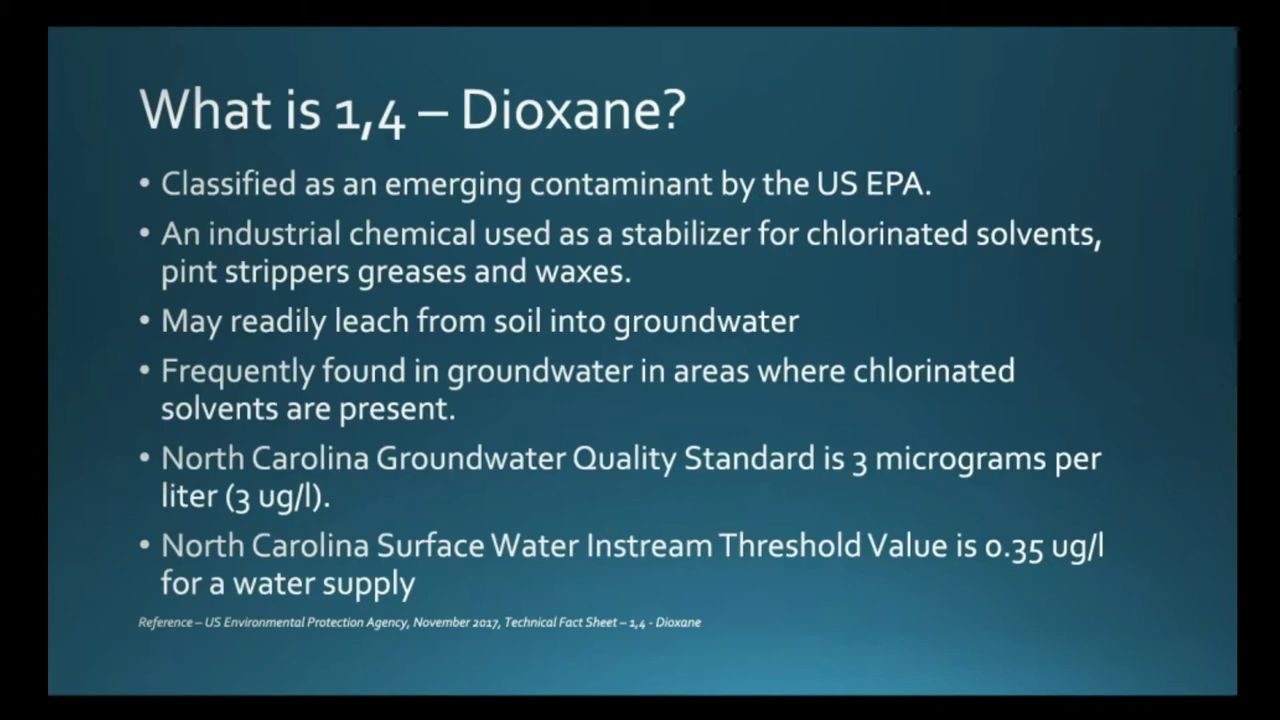 What is 1,4 – Dioxane?
• Classified as an emerging contaminant by the US EPA.
• An industrial chemical used as a stabilizer for chlorinated solvents,
pint strippers greases and waxes.
• May readily leach from soil into groundwater
• Frequently found in groundwater in areas where chlorinated
solvents are present.
• North Carolina Groundwater Quality Standard is 3 micrograms per
liter (3 ug/l).
• North Carolina Surface Water Instream Threshold Value is 0.35 ug/l
for a water supply
Reference – US Environmental Protection Agency, November 2017, Technical Fact Sheet – 1,4 - Dioxane